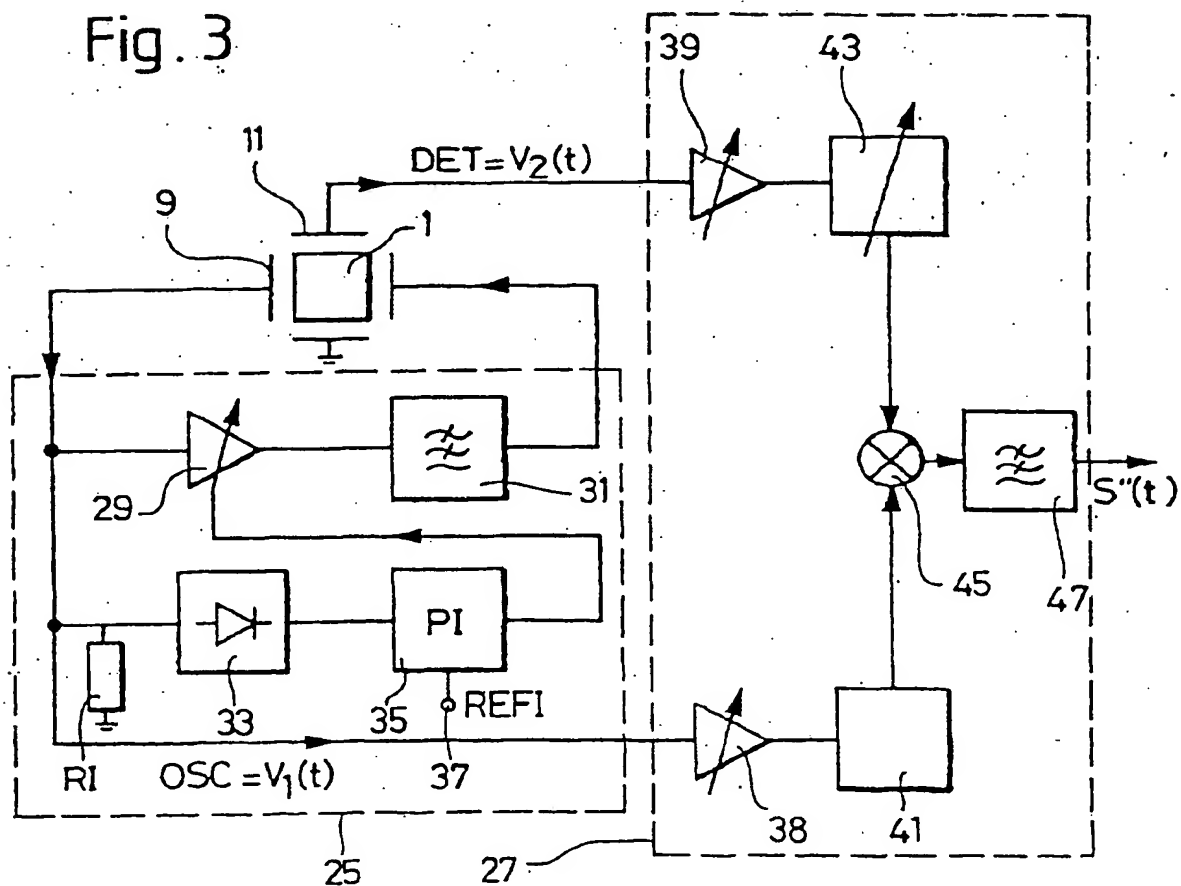 Fig. 3
39
43
11
DET=V2(t)
9
1
29
31
S"(t)
45
47
PI
33
35
REFI
RI
OSC=V1(t)
37
38
41
25
27